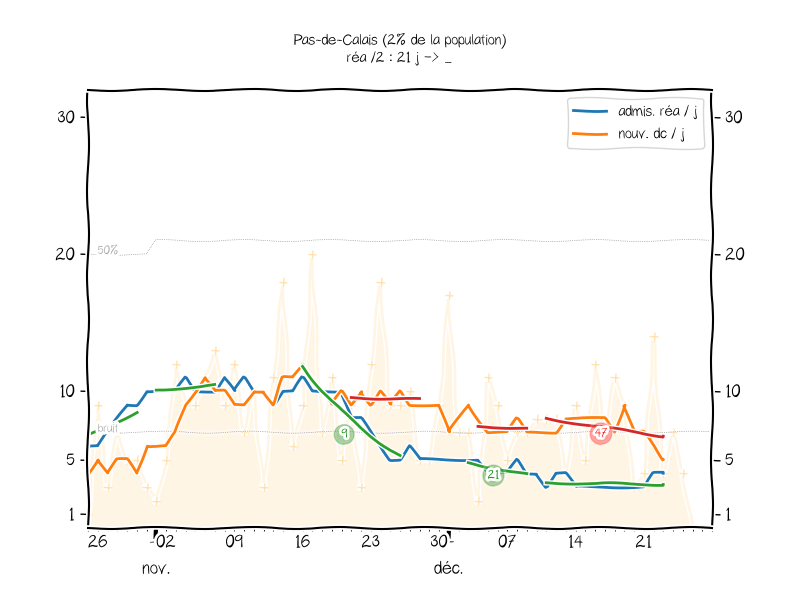 Pas-de-Calais (2% de la population)
réa /2 : 21 j -> _
admis. réa / j
nouv. dc / j
30 30
50%
20 20
10 10
bruit
9
47
5 5
21
1 1
26 02 09 16 23 30 07 14 21
nov. déc.